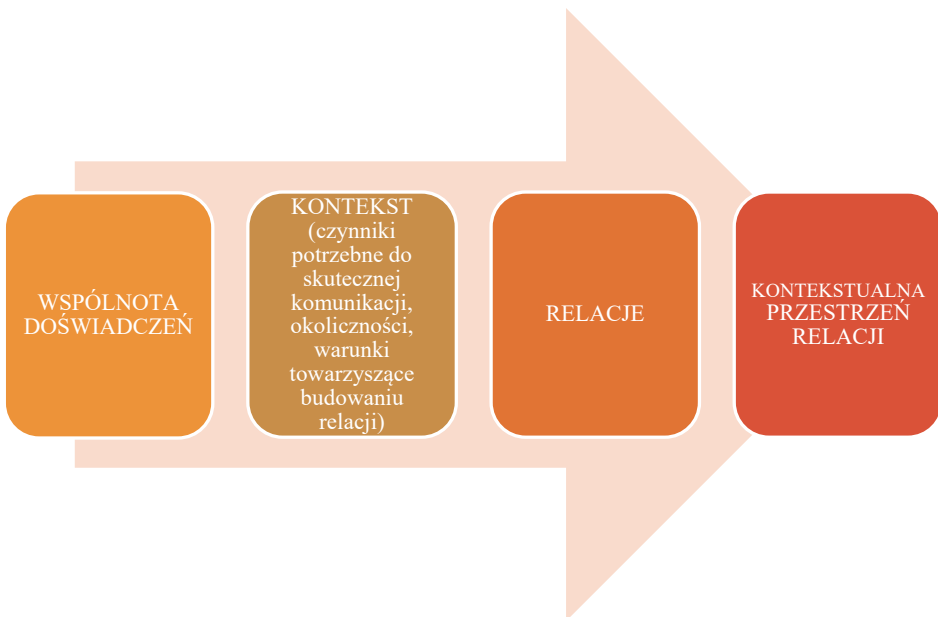 WSPÓLNOTA
DOŚWIADCZEŃ
KONTEKST
(czynniki
potrzebne do
skutecznej
komunikacji,
okoliczności,
warunki
towarzyszące
budowaniu
relacji)
RELACJE
KONTEKSTUALNA
PRZESTRZEŃ
RELACJI